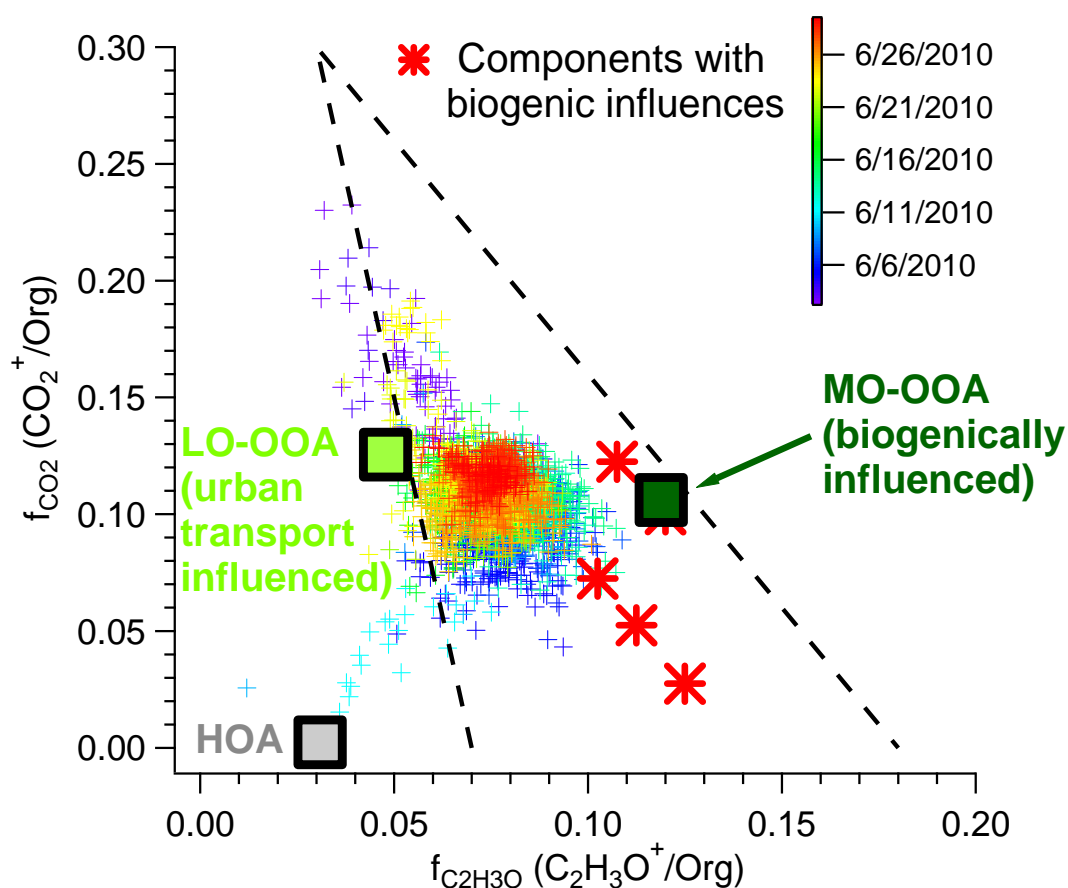 Components with
biogenic influences
6/26/2010
6/21/2010
6/16/2010
6/11/2010
6/6/2010
0.30
0.25
0.20
0.15
0.10
0.05
0.00
fCO2 (CO2+/Org)
LO-OOA
(urban
transport
influenced)
MO-OOA
(biogenically
influenced)
HOA
0.00
0.05
0.10
0.15
0.20
fC2H3O (C2H3O+/Org)